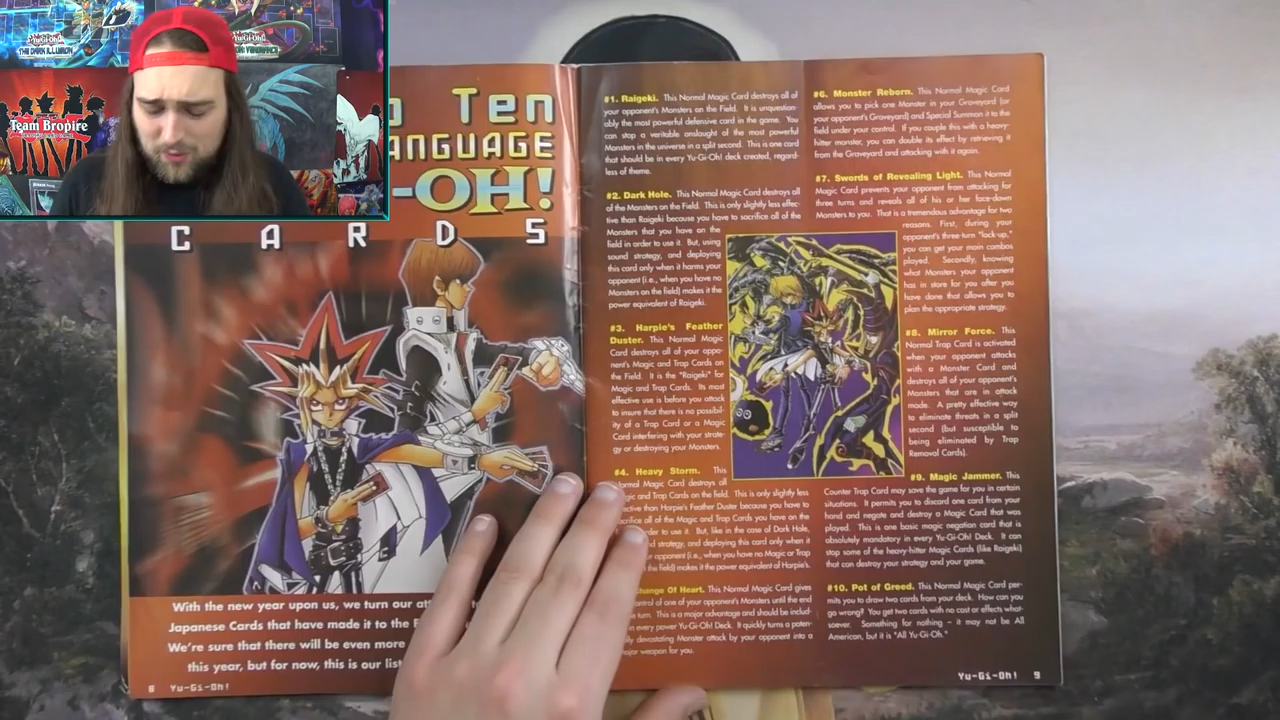 Yu-Gi-Oh!
THE DARK ILLUSION
Yu-Gi-Oh!
Team Bropire
Ten
ANGUAGE
-OH!
CARDS
With the new year upon us, we turn our
Japanese Cards that have made it to the
We're sure that there will be even more
this year, but for now, this is our list
8 Yu-Gi-Oh!
#1. Raigeki. This Normal Magic Card destroys all of
your opponent's Monsters on the Field. It is unquestion-
ably the most powerful defensive card in the game. You
can stop a veritable onslaught of the most powerful
Monsters in the universe in a split second. This is one card
that should be in every Yu-Gi-Oh! deck created, regard-
less of theme.
#2. Dark Hole. This Normal Magic Card destroys all
of the Monsters on the Field. This is only slightly less effec-
tive than Raigeki because you have to sacrifice all of the
Monsters that you have on the
field in order to use it. But, using
sound strategy, and deploying
this card only when it harms your
opponent (i.e., when you have no
Monsters on the field) makes it the
power equivalent of Raigeki.
#3. Harpie's Feather
Duster. This Normal Magic
Card destroys all of your oppo-
nent's Magic and Trap Cards on
the Field. It is the "Raigeki" for
Magic and Trap Cards. Its most
effective use is before you attack
to insure that there is no possibil-
ity of a Trap Card or a Magic
Card interfering with your strate-
gy or destroying your Monsters.
#4. Heavy Storm. This
Normal Magic Card destroys all
and Trap Cards on the field. This is only slightly less
than Harpie's Feather Duster because you have to
sacrifice all of the Magic and Trap Cards you have on the
order to use it. But, like in the case of Dark Hole,
strategy, and deploying this card only when it
opponent (i.e., when you have no Magic or Trap
the field) makes it the power equivalent of Harpie's.
Change Of Heart. This Normal Magic Card gives
control of one of your opponent's Monsters until the end
turn. This is a major advantage and should be includ-
in every power Yu-Gi-Oh! Deck. It quickly turns a poten-
devastating Monster attack by your opponent into a
major weapon for you.
#6. Monster Reborn. This Normal Magic Card
allows you to pick one Monster in your Graveyard (or
your opponent's Graveyard) and Special Summon it to the
field under your control. If you couple this with a heavy-
hitter monster, you can double its effect by retrieving it
from the Graveyard and attacking with it again.
#7. Swords of Revealing Light. This Normal
Magic Card prevents your opponent from attacking for
three turns and reveals all of his or her face-down
Monsters to you. That is a tremendous advantage for two
reasons. First, during your
opponent's three-turn "lock-up,"
you can get your main combos
played. Secondly, knowing
what Monsters your opponent
has in store for you after you
have done that allows you to
plan the appropriate strategy.
#8. Mirror Force. This
Normal Trap Card is activated
when your opponent attacks
with a Monster Card and
destroys all of your opponent's
Monsters that are in attack
mode. A pretty effective way
to eliminate threats in a split
second (but susceptible to
being eliminated by Trap
Removal Cards).
#9. Magic Jammer. This
Counter Trap Card may save the game for you in certain
situations. It permits you to discard one card from your
hand and negate and destroy a Magic Card that was
played. This is one basic magic negation card that is
absolutely mandatory in every Yu-Gi-Oh! Deck. It can
stop some of the heavy-hitter Magic Cards (like Raigeki)
that can destroy your strategy and your game.
#10. Pot of Greed. This Normal Magic Card per-
mits you to draw two cards from your deck. How can you
go wrong? You get two cards with no cost or effects what-
soever. Something for nothing – it may not be All
American, but it is "All Yu-Gi-Oh."
Yu-Gi-Oh! 9